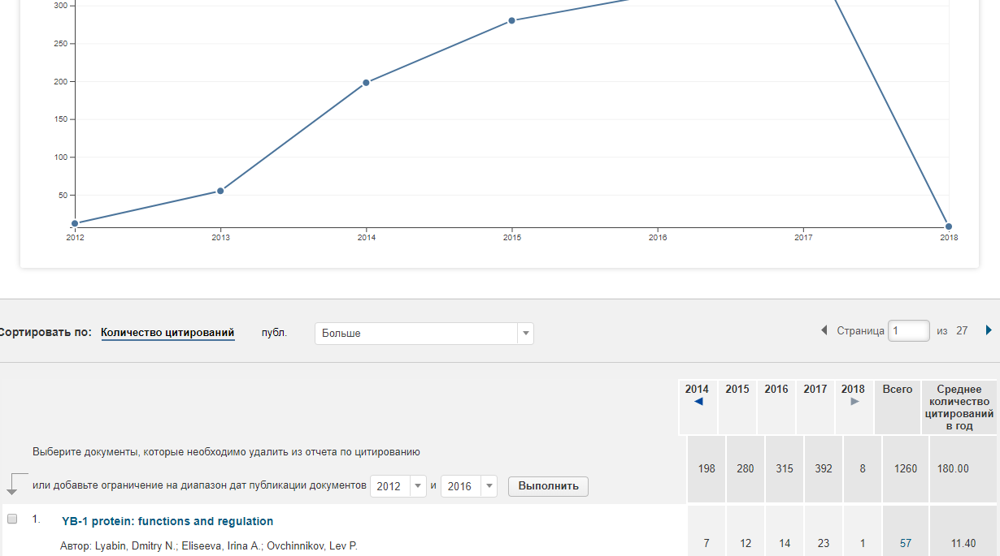 300
250
200
150
100
50
2012 2013 2014 2015 2016 2017 2018
Сортировать по: Количество цитирований публ. Больше Страница 1 из 27
2014 2015 2016 2017 2018 Всего Среднее
количество
цитирований
в год
Выберите документы, которые необходимо удалить из отчета по цитированию
198 280 315 392 8 1260 180.00
или добавьте ограничение на диапазон дат публикации документов 2012 и 2016 Выполнить
1. YB-1 protein: functions and regulation
Автор: Lyabin, Dmitry N.; Eliseeva, Irina A.; Ovchinnikov, Lev P.
7 12 14 23 1 57 11.40